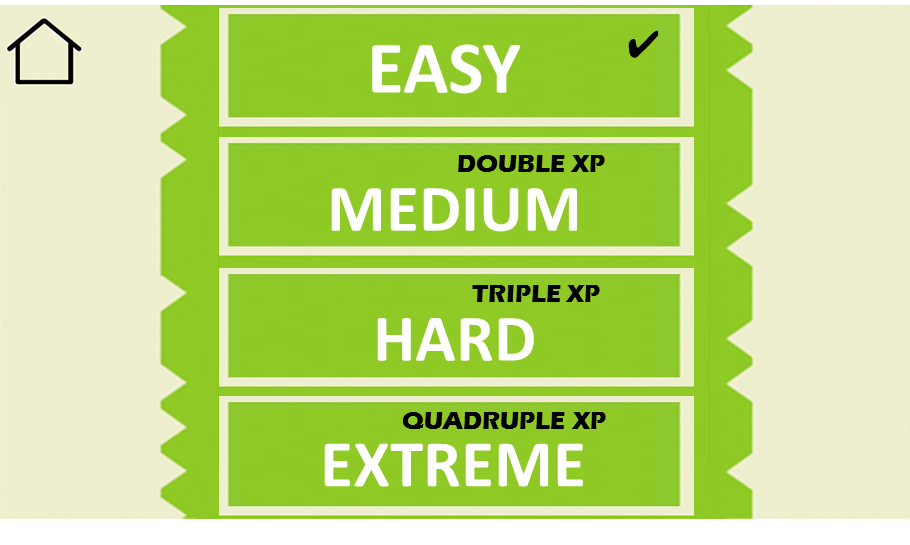 EASY
DOUBLE XP
MEDIUM
TRIPLE XP
HARD
QUADRUPLE XP
EXTREME